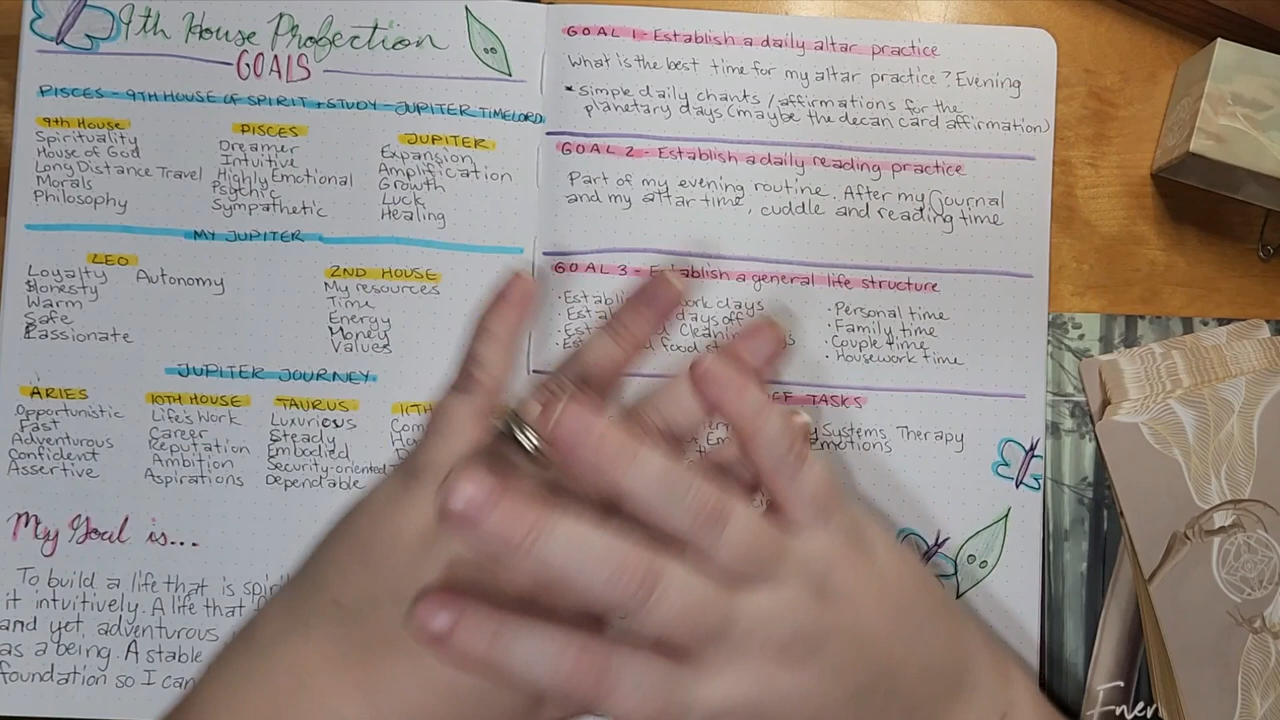 9th House Profection
GOALS
PISCES - 9TH HOUSE OF SPIRIT + STUDY - JUPITER TIMELORD
9th House
Spirituality
House of God
Long Distance Travel
Morals
Philosophy
PISCES
Dreamer
Intuitive
Highly Emotional
Psychic
Sympathetic
JUPITER
Expansion
Amplification
Growth
Luck
Healing
MY JUPITER
LEO
Loyalty Autonomy
Honesty
Warm
Safe
Passionate
2ND HOUSE
My resources
Time
Energy
Money
Values
JUPITER JOURNEY
ARIES
Opportunistic
Fast
Adventurous
Confident
Assertive
10TH HOUSE
Life's Work
Career
Reputation
Ambition
Aspirations
TAURUS
Luxurious
Steady
Embodied
Security-oriented
Dependable
My Goal is...
To build a life that is
it intuitively. A life that
and yet, adventurous
as a being. A stable
foundation so I can
GOAL 1 - Establish a daily altar practice
What is the best time for my altar practice? Evening
* simple daily chants / affirmations for the
planetary days (maybe the decan card affirmation)
GOAL 2 - Establish a daily reading practice
Part of my evening routine. After my journal
and my altar time, cuddle and reading time
GOAL 3 - Establish a general life structure
work days
days off
food
• Personal time
• Family time
• Couple time
• Housework time
TASKS
Systems Therapy
Emotions